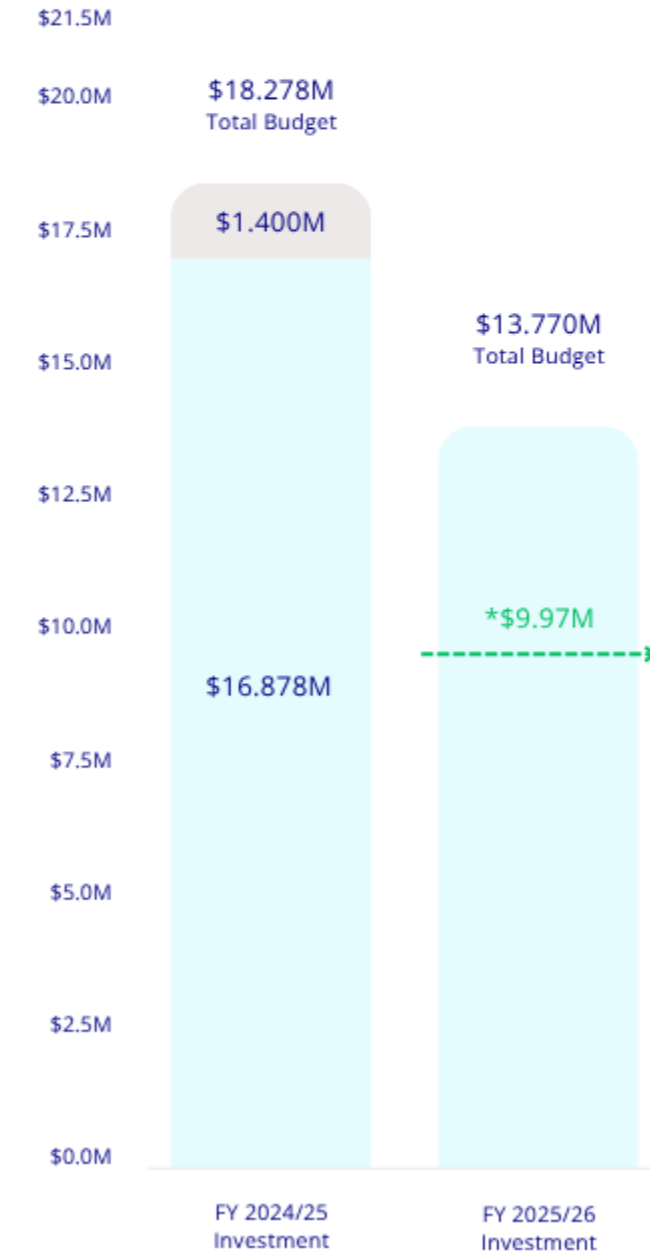 $21.5M
$20.0M
$17.5M
$15.0M
$12.5M
$10.0M
$7.5M
$5.0M
$2.5M
$0.0M
$18.278M
Total Budget
$1.400M
$16.878M
FY 2024/25
Investment
$13.770M
Total Budget
*$9.97M
FY 2025/26
Investment